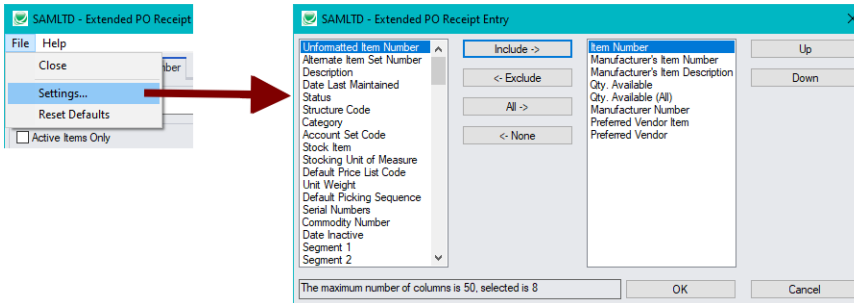 SAMLTD - Extended PO Receipt
File Help
Close
Settings...
Reset Defaults
Active Items Only
SAMLTD - Extended PO Receipt Entry
Unformatted Item Number
Alternate Item Set Number
Description
Date Last Maintained
Status
Structure Code
Category
Account Set Code
Stock Item
Stocking Unit of Measure
Default Price List Code
Unit Weight
Default Picking Sequence
Serial Numbers
Commodity Number
Date Inactive
Segment 1
Segment 2
Include ->
<- Exclude
All ->
<- None
Item Number
Manufacturer's Item Number
Manufacturer's Item Description
Qty. Available
Qty. Available (All)
Manufacturer Number
Preferred Vendor Item
Preferred Vendor
Up
Down
The maximum number of columns is 50, selected is 8
OK
Cancel